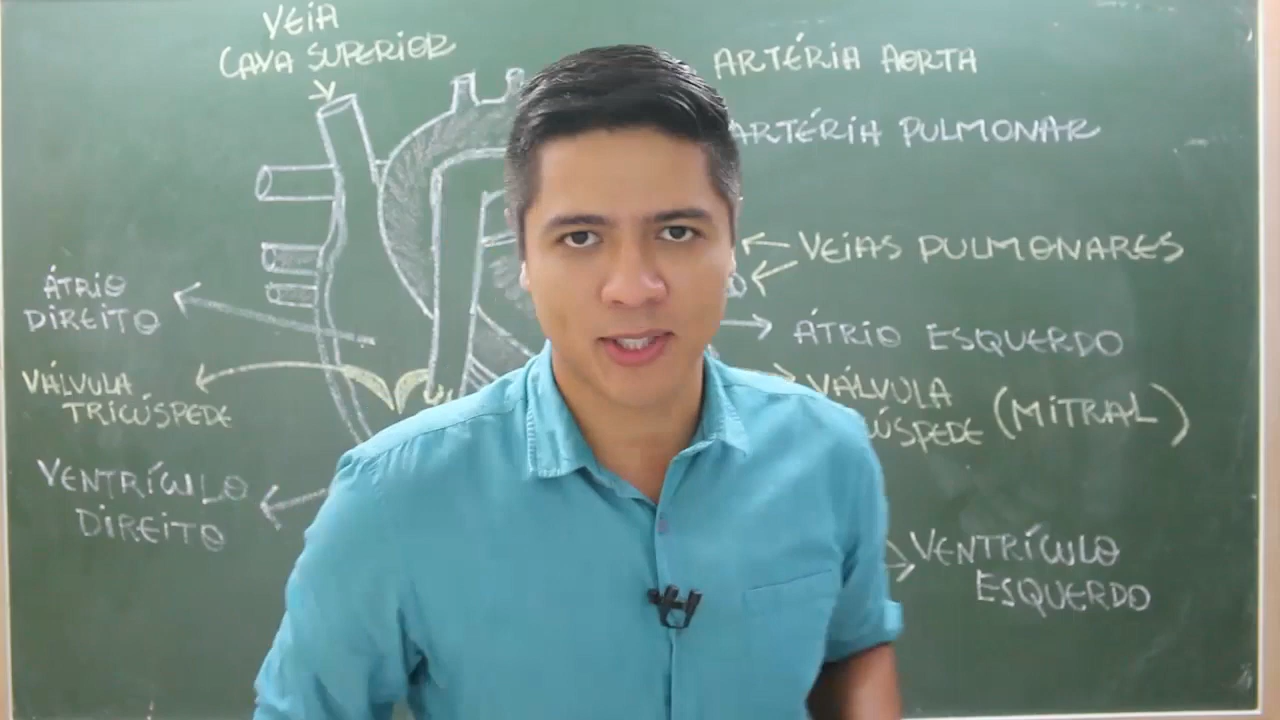 VEIA
CAVA SUPERIOR
ARTÉRIA AORTA
ARTÉRIA PULMONAR
VEIAS PULMONARES
ÁTRIO
DIREITO
ÁTRIO ESQUERDO
VÁLVULA
TRICÚSPEDE
VÁLVULA
(MITRAL)
VENTRÍCULO
DIREITO
VENTRÍCULO
ESQUERDO